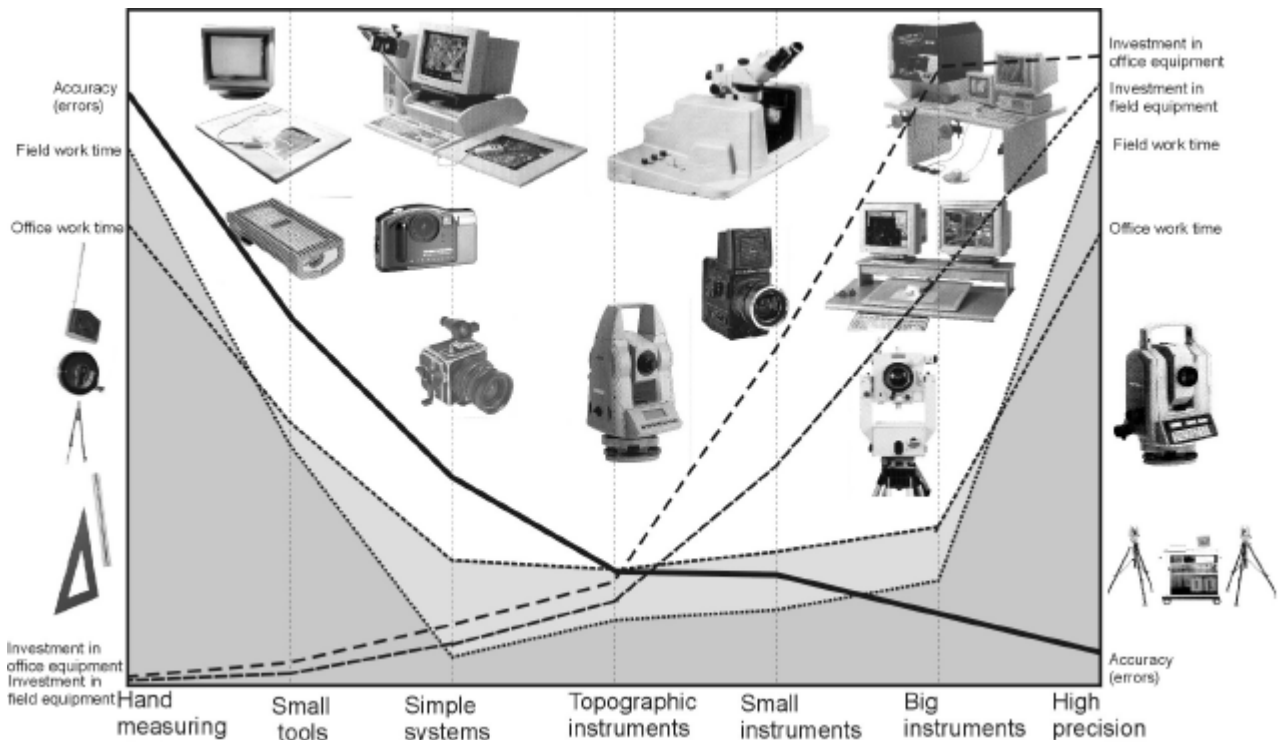 Accuracy
(errors)
Field work time
Office work time
Investment in
office equipment
Investment in
field equipment
Investment in
office equipment
Investment in
field equipment
Field work time
Office work time
Accuracy
(errors)
Hand
measuring
Small
tools
Simple
systems
Topographic
instruments
Small
instruments
Big
instruments
High
precision